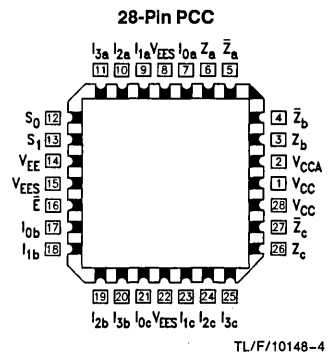 28-Pin PCC
I3a I2a I1a VEES I0a Za Z̅a
11 10 9 8 7 6 5
S0 12
S1 13
VEE 14
VEES 15
E̅ 16
I0b 17
I1b 18
4 Z̅b
3 Zb
2 VCCA
1 VCC
28 VCC
27 Z̅c
26 Zc
19 20 21 22 23 24 25
I2b I3b I0c VEES I1c I2c I3c
TL/F/10148-4